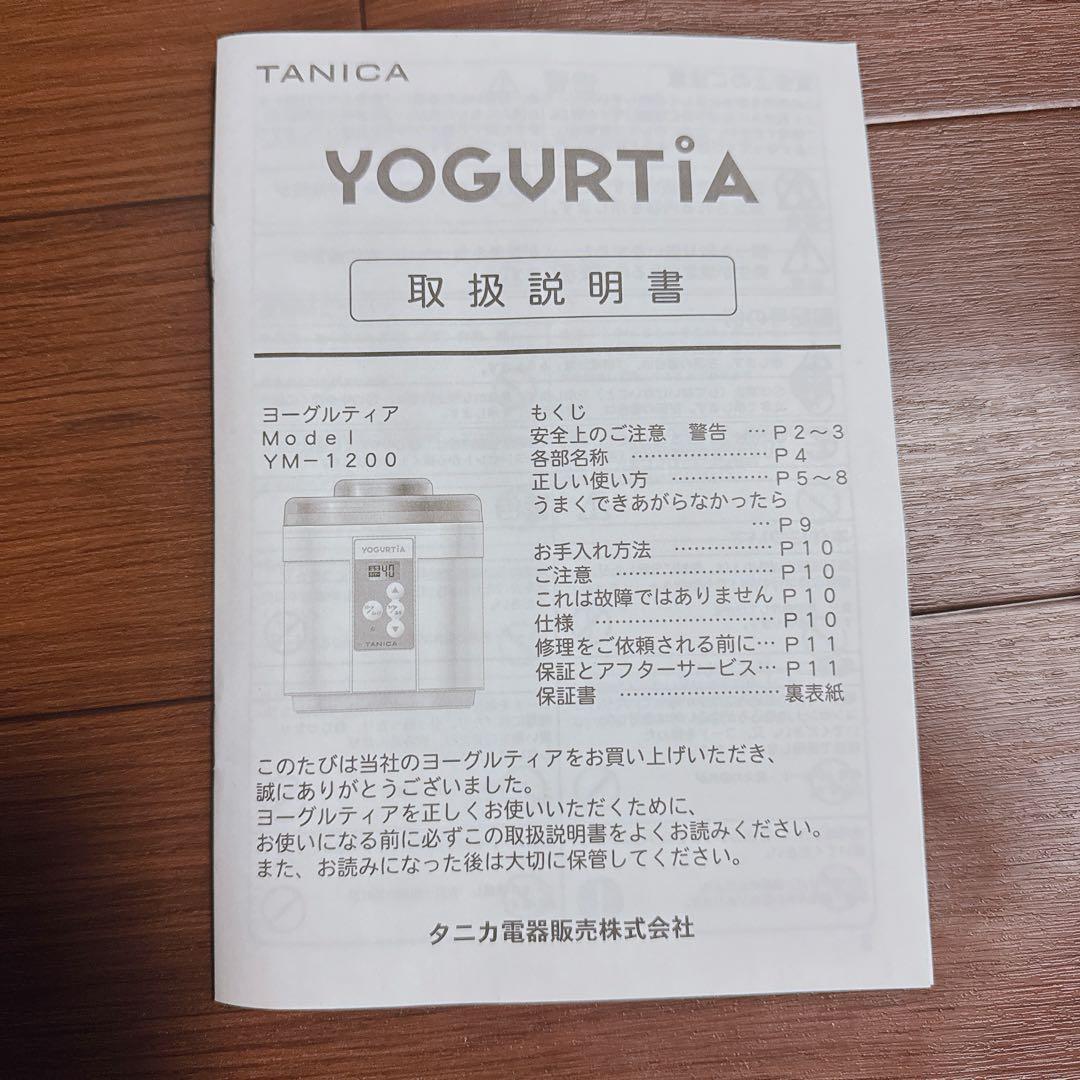 TANICA
YOGURTiA
取扱説明書
ヨーグルティア
Model
YM－1200
YOGURTiA
40
TANICA
もくじ
安全上のご注意　警告　…P2～3
各部名称　…………………P4
正しい使い方　……………P5～8
うまくできあがらなかったら
…P9
お手入れ方法　……………P10
ご注意　……………………P10
これは故障ではありません P10
仕様　………………………P10
修理をご依頼される前に…P11
保証とアフターサービス…P11
保証書　……………………裏表紙
このたびは当社のヨーグルティアをお買い上げいただき、
誠にありがとうございました。
ヨーグルティアを正しくお使いいただくために、
お使いになる前に必ずこの取扱説明書をよくお読みください。
また、お読みになった後は大切に保管してください。
タニカ電器販売株式会社